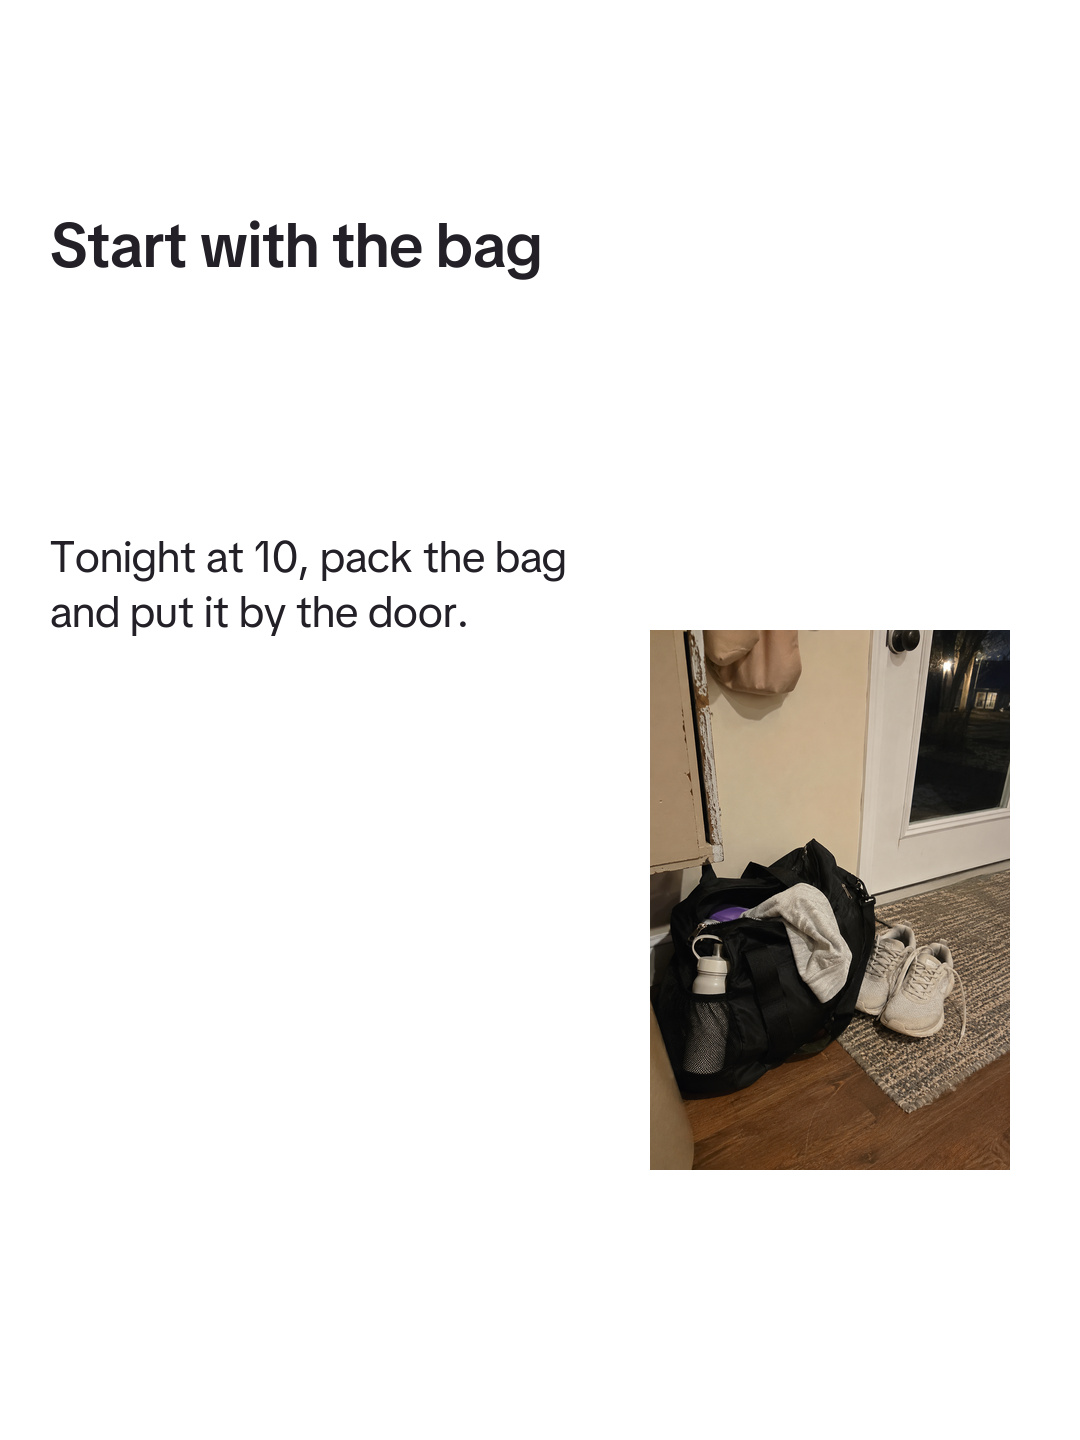 Start with the bag
Tonight at 10, pack the bag
and put it by the door.